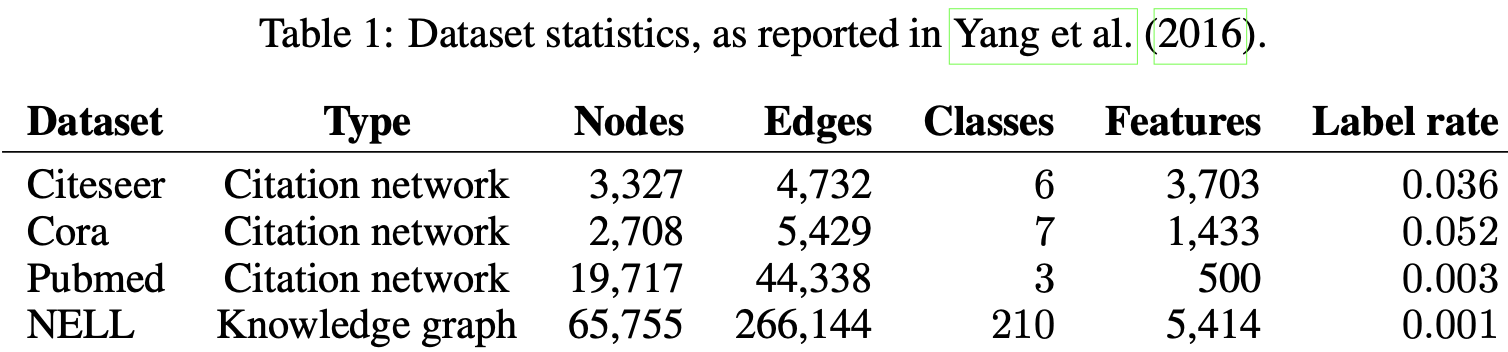 Table 1: Dataset statistics, as reported in Yang et al. (2016).
Dataset Type Nodes Edges Classes Features Label rate
Citeseer Citation network 3,327 4,732 6 3,703 0.036
Cora Citation network 2,708 5,429 7 1,433 0.052
Pubmed Citation network 19,717 44,338 3 500 0.003
NELL Knowledge graph 65,755 266,144 210 5,414 0.001